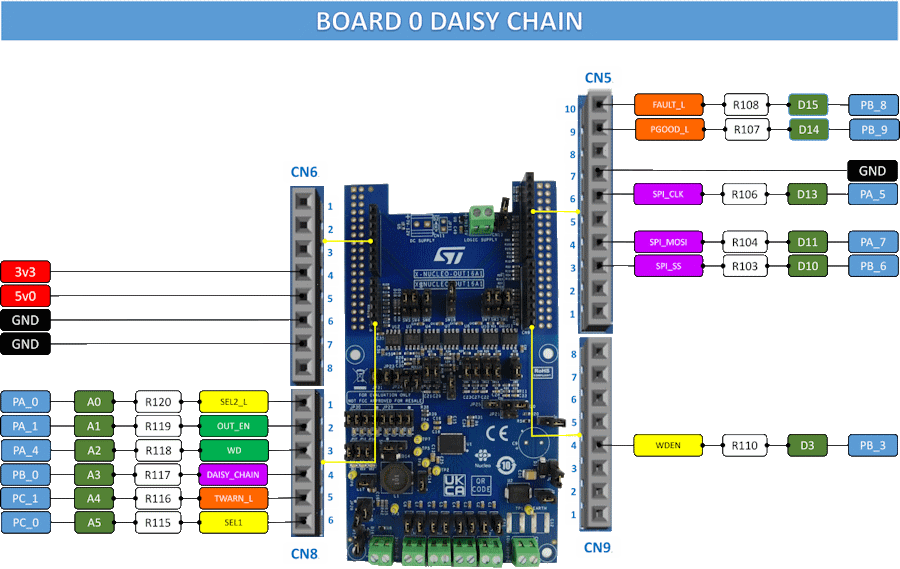 BOARD 0 DAISY CHAIN
CN5
10 FAULT_L R108 D15 PB_8
9 PGOOD_L R107 D14 PB_9
8
7 GND
6 SPI_CLK R106 D13 PA_5
5
4 SPI_MOSI R104 D11 PA_7
3 SPI_SS R103 D10 PB_6
2
1
CN6
1
2
3
3v3 4
5v0 5
GND 6
GND 7
8
DC SUPPLY
LOGIC SUPPLY
ST
X-NUCLEO-OUT16A1
X-NUCLEO-OUT16A1
RoHS
COMPLIANT
FOR EVALUATION ONLY
NOT FCC APPROVED FOR RESALE
CE
Nucleo
10
UK
CA
QR
CODE
EARTH
PA_0 A0 R120 SEL2_L 1
PA_1 A1 R119 OUT_EN 2
PA_4 A2 R118 WD 3
PB_0 A3 R117 DAISY_CHAIN 4
PC_1 A4 R116 TWARN_L 5
PC_0 A5 R115 SEL1 6
CN8
8
7
6
5
4 WDEN R110 D3 PB_3
3
2
1
CN9